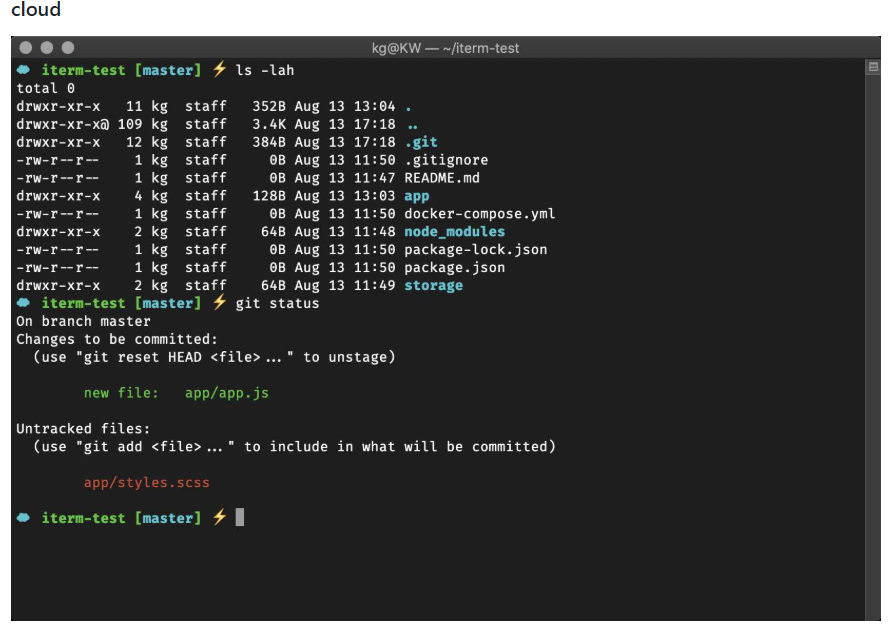 cloud
kg@KW — ~/iterm-test
☁ iterm-test [master] ⚡ ls -lah
total 0
drwxr-xr-x   11 kg  staff   352B Aug 13 13:04 .
drwxr-xr-x@ 109 kg  staff   3.4K Aug 13 17:18 ..
drwxr-xr-x   12 kg  staff   384B Aug 13 17:18 .git
-rw-r--r--    1 kg  staff     0B Aug 13 11:50 .gitignore
-rw-r--r--    1 kg  staff     0B Aug 13 11:47 README.md
drwxr-xr-x    4 kg  staff   128B Aug 13 13:03 app
-rw-r--r--    1 kg  staff     0B Aug 13 11:50 docker-compose.yml
drwxr-xr-x    2 kg  staff    64B Aug 13 11:48 node_modules
-rw-r--r--    1 kg  staff     0B Aug 13 11:50 package-lock.json
-rw-r--r--    1 kg  staff     0B Aug 13 11:50 package.json
drwxr-xr-x    2 kg  staff    64B Aug 13 11:49 storage
☁ iterm-test [master] ⚡ git status
On branch master
Changes to be committed:
  (use "git reset HEAD <file>..." to unstage)
        new file:   app/app.js
Untracked files:
  (use "git add <file>..." to include in what will be committed)
        app/styles.scss
☁ iterm-test [master] ⚡